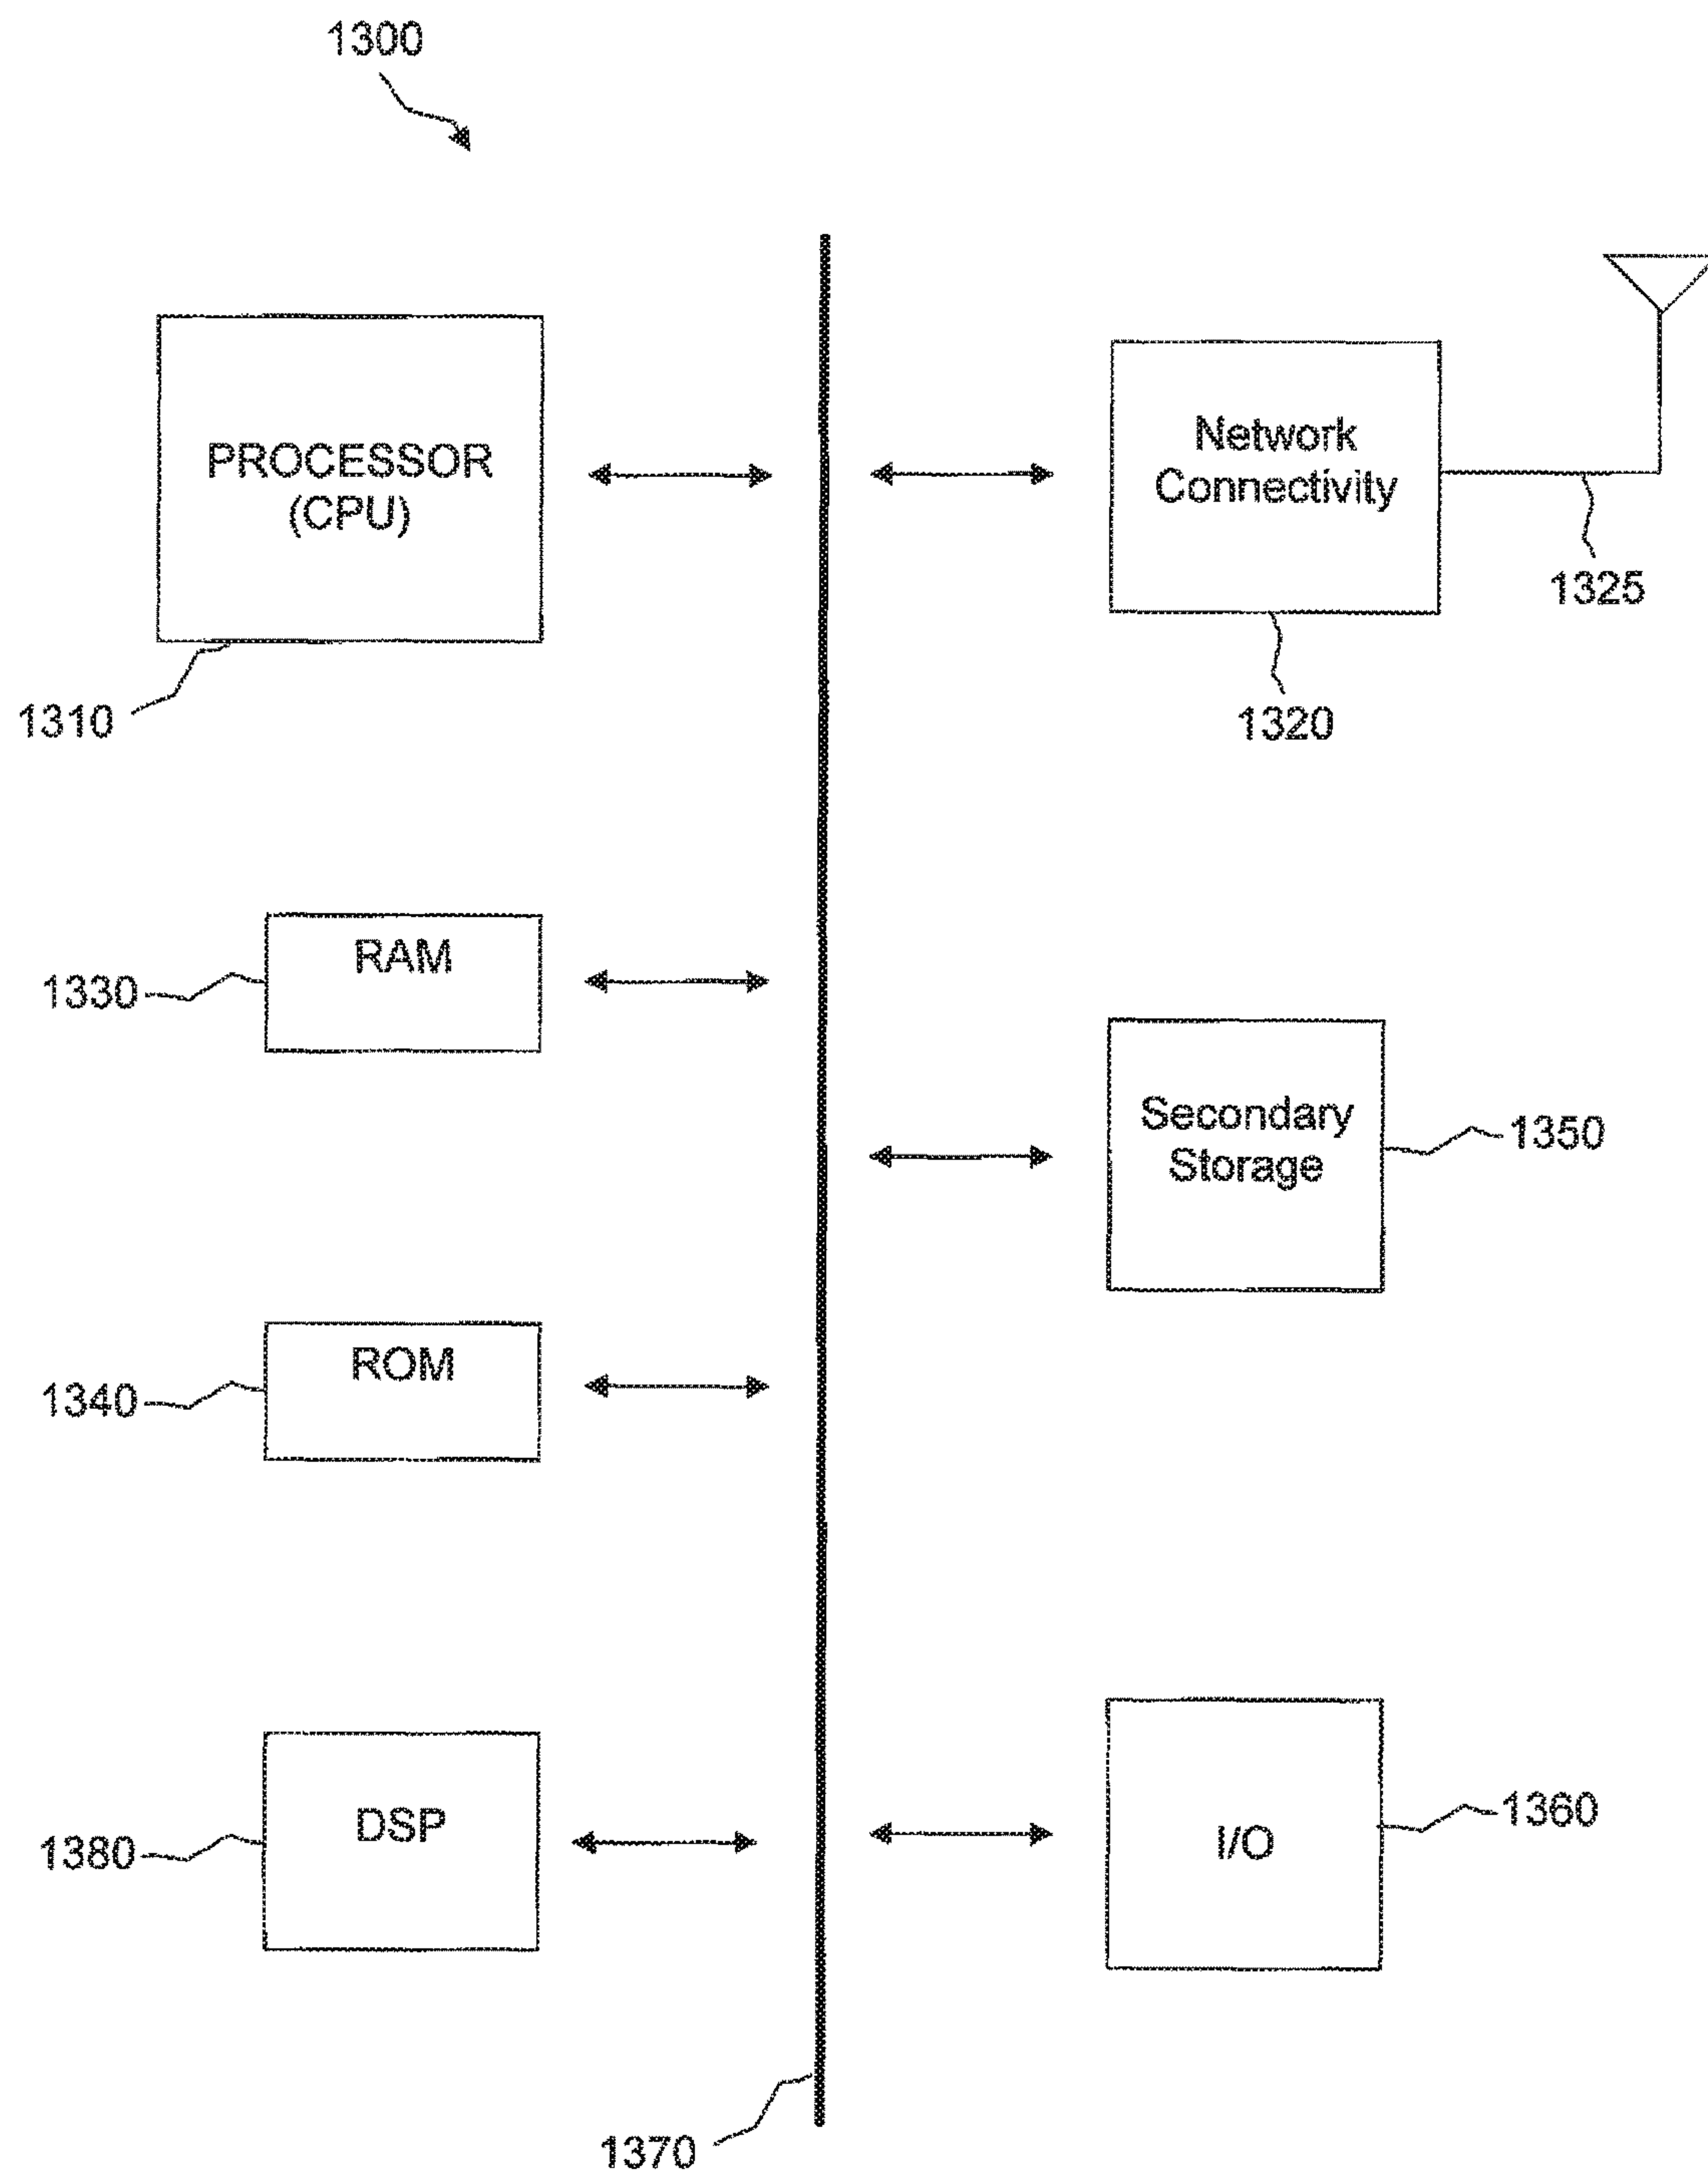 1300
PROCESSOR
(CPU)
Network
Connectivity
1325
1310
1320
RAM
1330
Secondary
Storage
1350
ROM
1340
DSP
1380
I/O
1360
1370